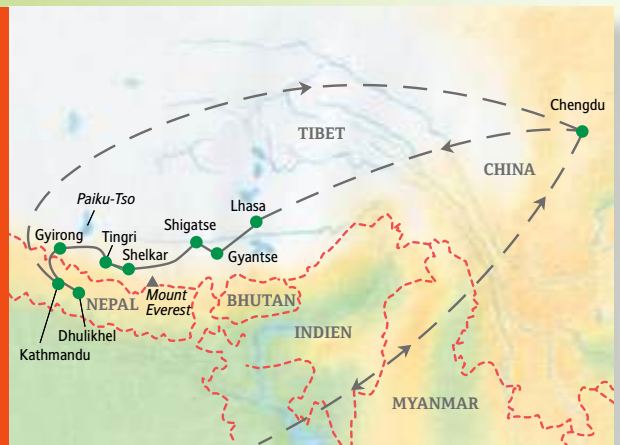 Chengdu
TIBET
CHINA
Paiku-Tso
Lhasa
Shigatse
Gyirong
Tingri
Gyantse
Shelkar
Mount
Everest
NEPAL
BHUTAN
INDIEN
Dhulikhel
Kathmandu
MYANMAR